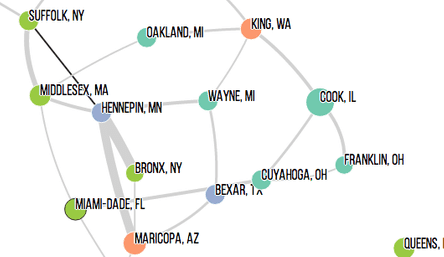 SUFFOLK, NY
KING, WA
OAKLAND, MI
MIDDLESEX, MA
WAYNE, MI
COOK, IL
HENNEPIN, MN
FRANKLIN, OH
BRONX, NY
CUYAHOGA, OH
BEXAR, TX
MIAMI-DADE, FL
MARICOPA, AZ
QUEENS,